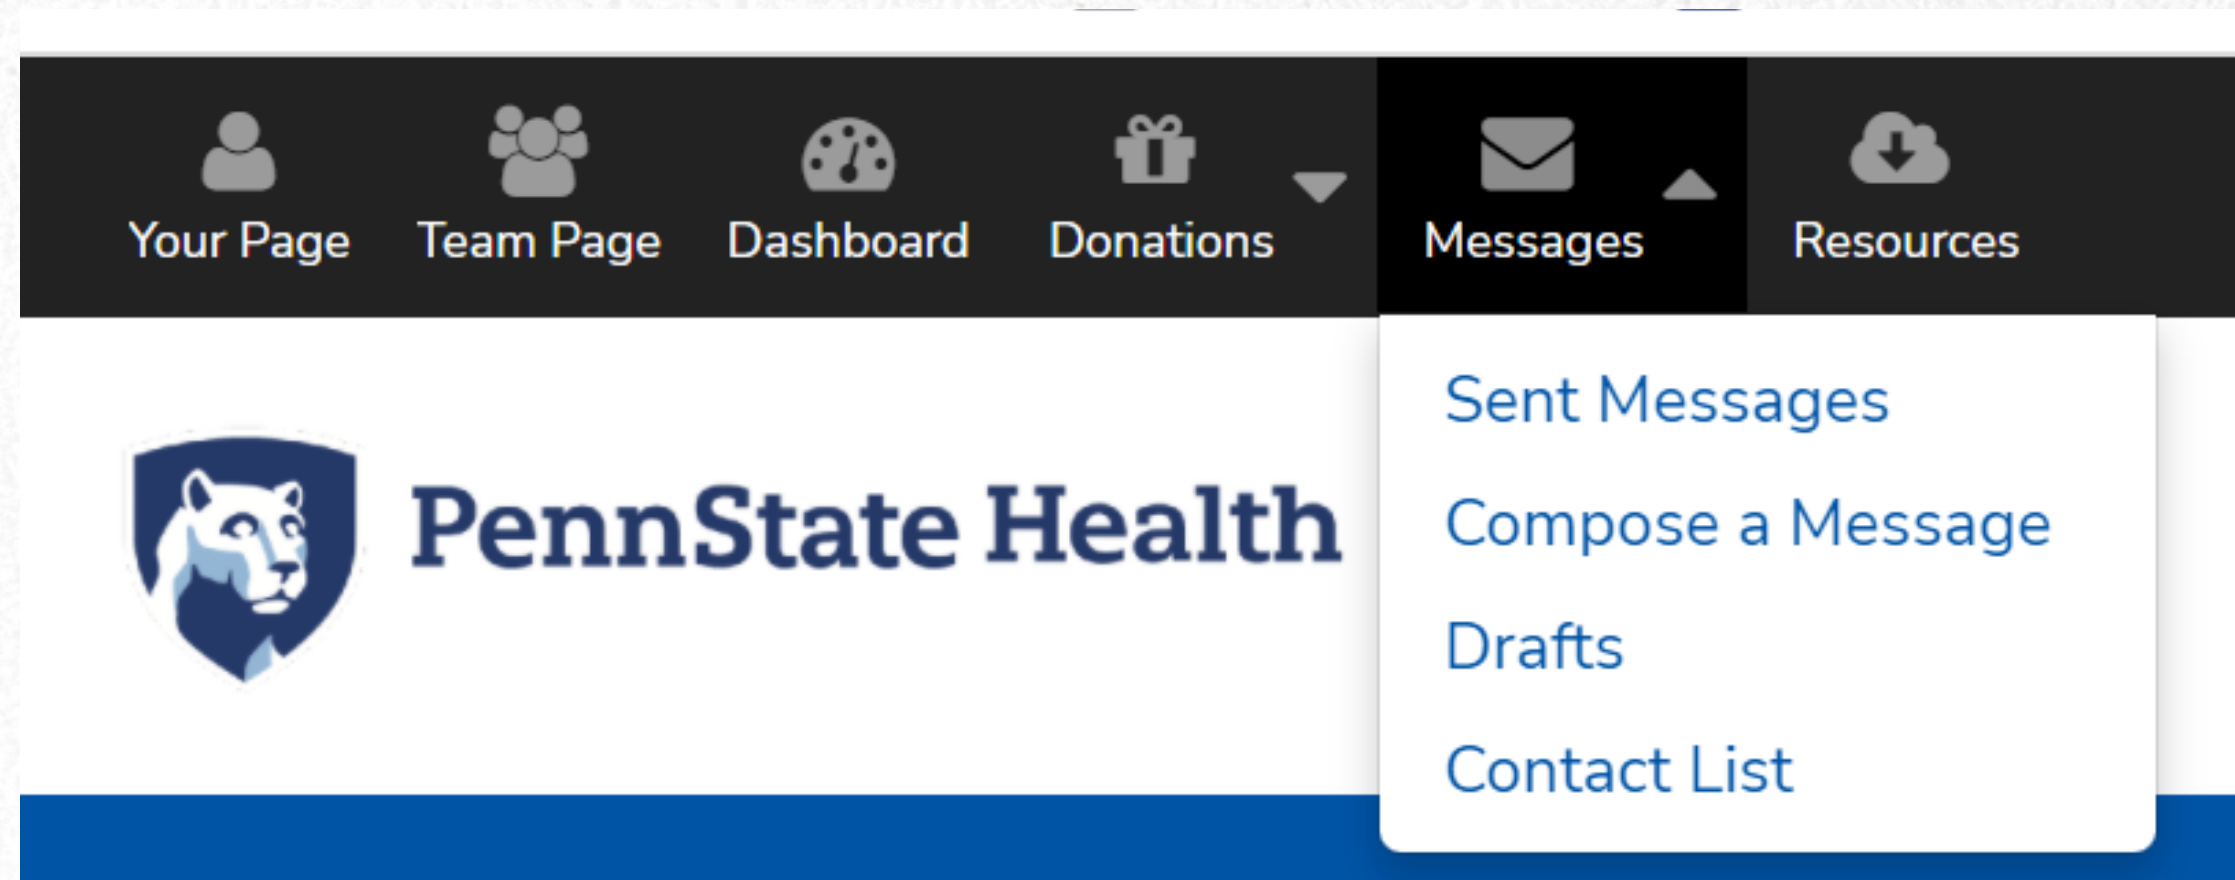 Your Page Team Page Dashboard Donations Messages Resources
PennState Health
Sent Messages
Compose a Message
Drafts
Contact List